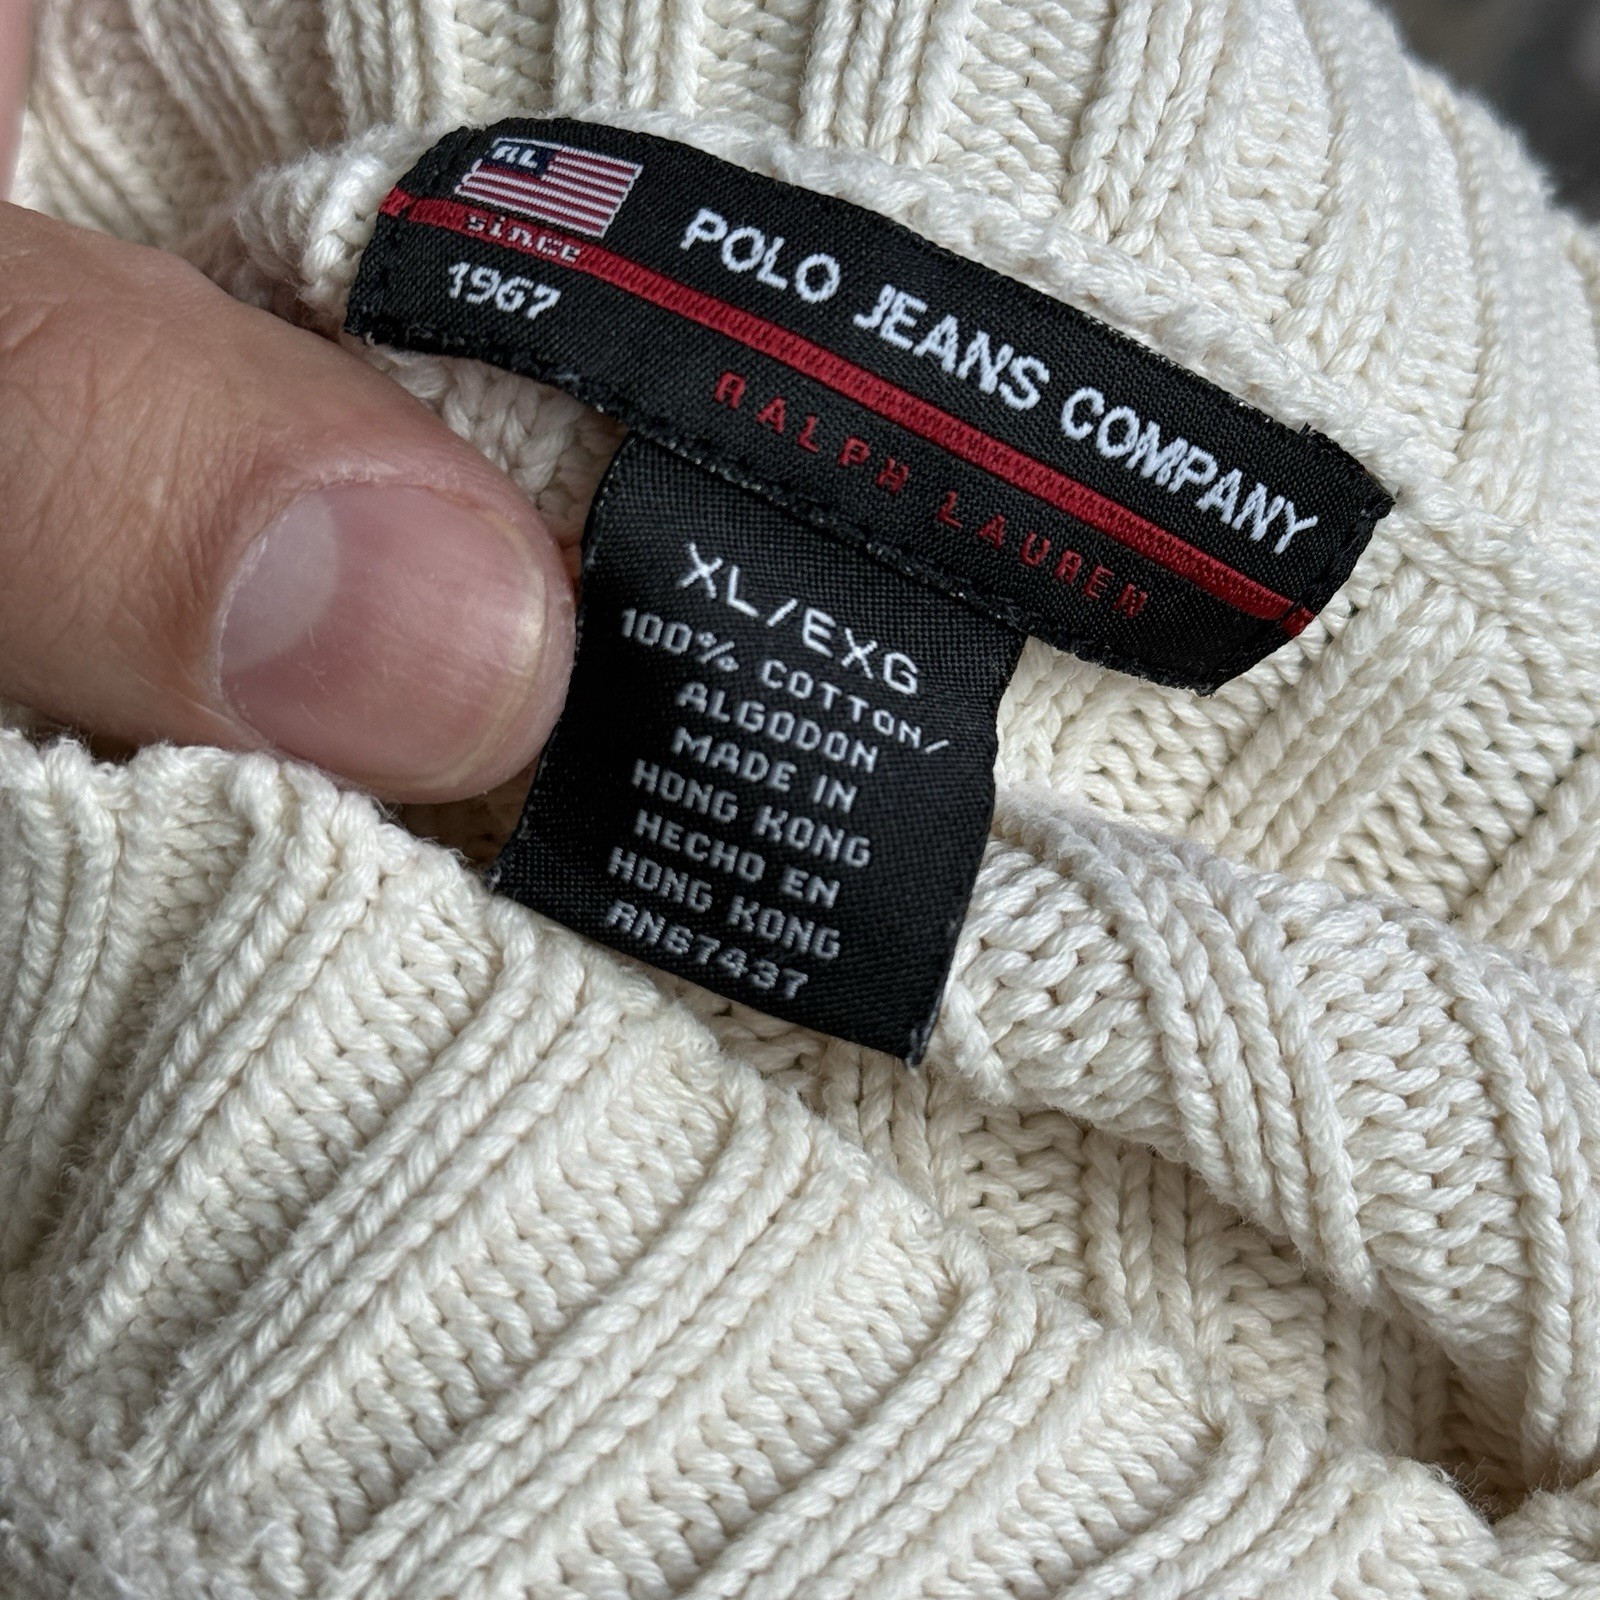 RL
since
1967
POLO JEANS COMPANY
RALPH LAUREN
XL/EXG
100% COTTON/
ALGODON
MADE IN
HONG KONG
HECHO EN
HONG KONG
RN67437